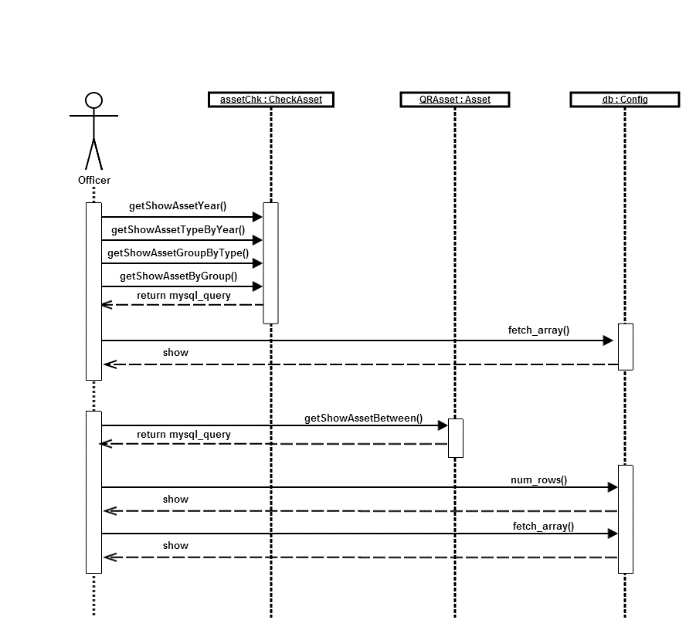 assetChk : CheckAsset
QRAsset : Asset
db : Config
Officer
getShowAssetYear()
getShowAssetTypeByYear()
getShowAssetGroupByType()
getShowAssetByGroup()
return mysql_query
fetch_array()
show
getShowAssetBetween()
return mysql_query
num_rows()
show
fetch_array()
show